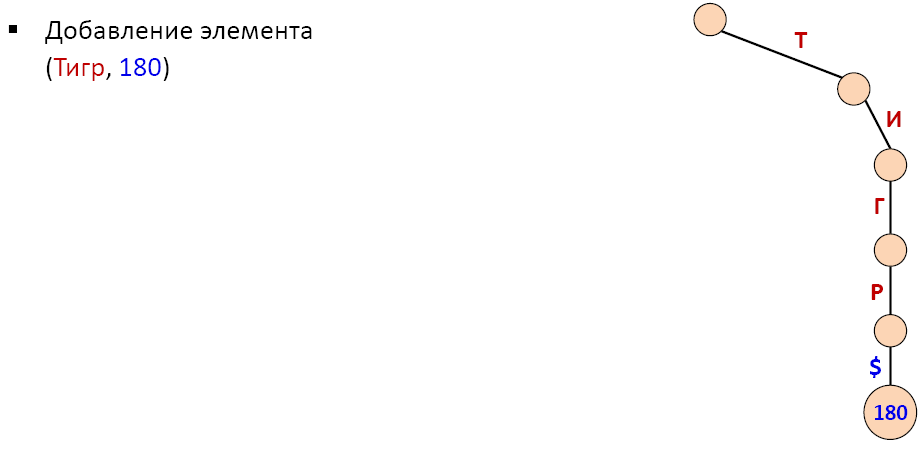 ▪ Добавление элемента
(Тигр, 180)
Т
И
Г
Р
$
180